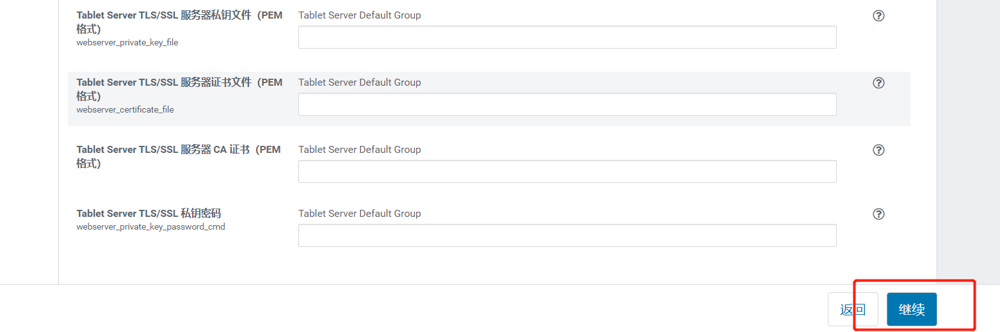 Tablet Server TLS/SSL 服务器私钥文件（PEM Tablet Server Default Group
格式）
webserver_private_key_file
Tablet Server TLS/SSL 服务器证书文件（PEM Tablet Server Default Group
格式）
webserver_certificate_file
Tablet Server TLS/SSL 服务器 CA 证书（PEM Tablet Server Default Group
格式）
Tablet Server TLS/SSL 私钥密码 Tablet Server Default Group
webserver_private_key_password_cmd
返回 继续